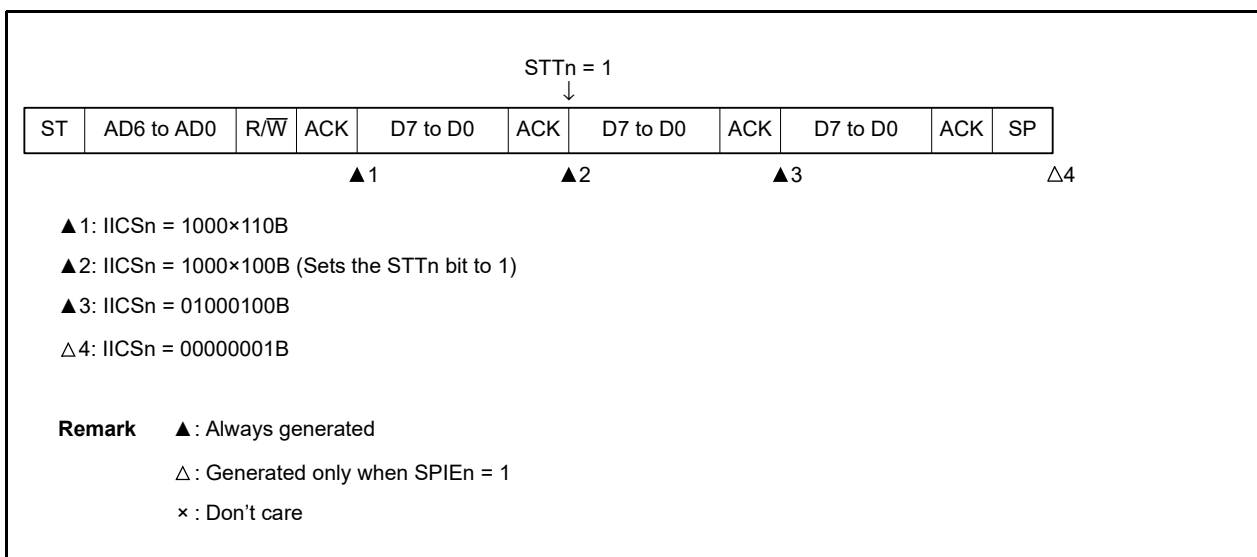 STTn = 1
↓
ST AD6 to AD0 R/W̅ ACK D7 to D0 ACK D7 to D0 ACK D7 to D0 ACK SP
▲1 ▲2 ▲3 △4
▲1: IICSn = 1000×110B
▲2: IICSn = 1000×100B (Sets the STTn bit to 1)
▲3: IICSn = 01000100B
△4: IICSn = 00000001B
Remark ▲: Always generated
△: Generated only when SPIEn = 1
×: Don't care